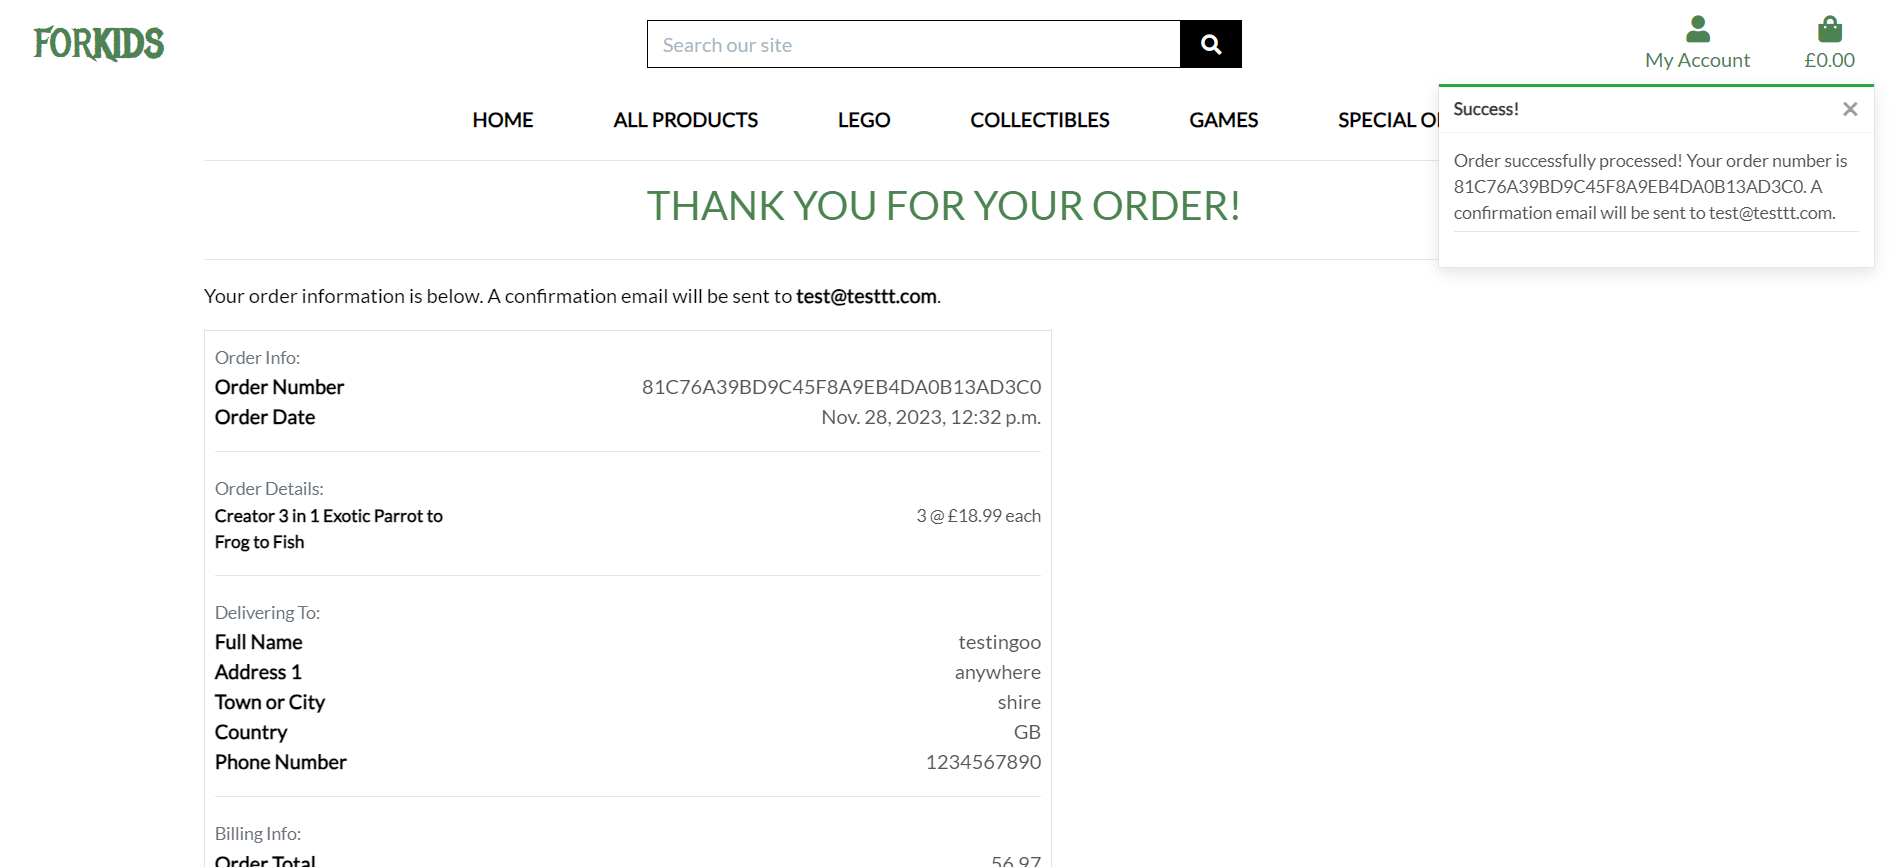 FORKIDS
Search our site
My Account
£0.00
HOME ALL PRODUCTS LEGO COLLECTIBLES GAMES SPECIAL O
Success!
Order successfully processed! Your order number is
81C76A39BD9C45F8A9EB4DA0B13AD3C0. A
confirmation email will be sent to test@testtt.com.
THANK YOU FOR YOUR ORDER!
Your order information is below. A confirmation email will be sent to test@testtt.com.
Order Info:
Order Number 81C76A39BD9C45F8A9EB4DA0B13AD3C0
Order Date Nov. 28, 2023, 12:32 p.m.
Order Details:
Creator 3 in 1 Exotic Parrot to 3 @ £18.99 each
Frog to Fish
Delivering To:
Full Name testingoo
Address 1 anywhere
Town or City shire
Country GB
Phone Number 1234567890
Billing Info:
Order Total 56.97